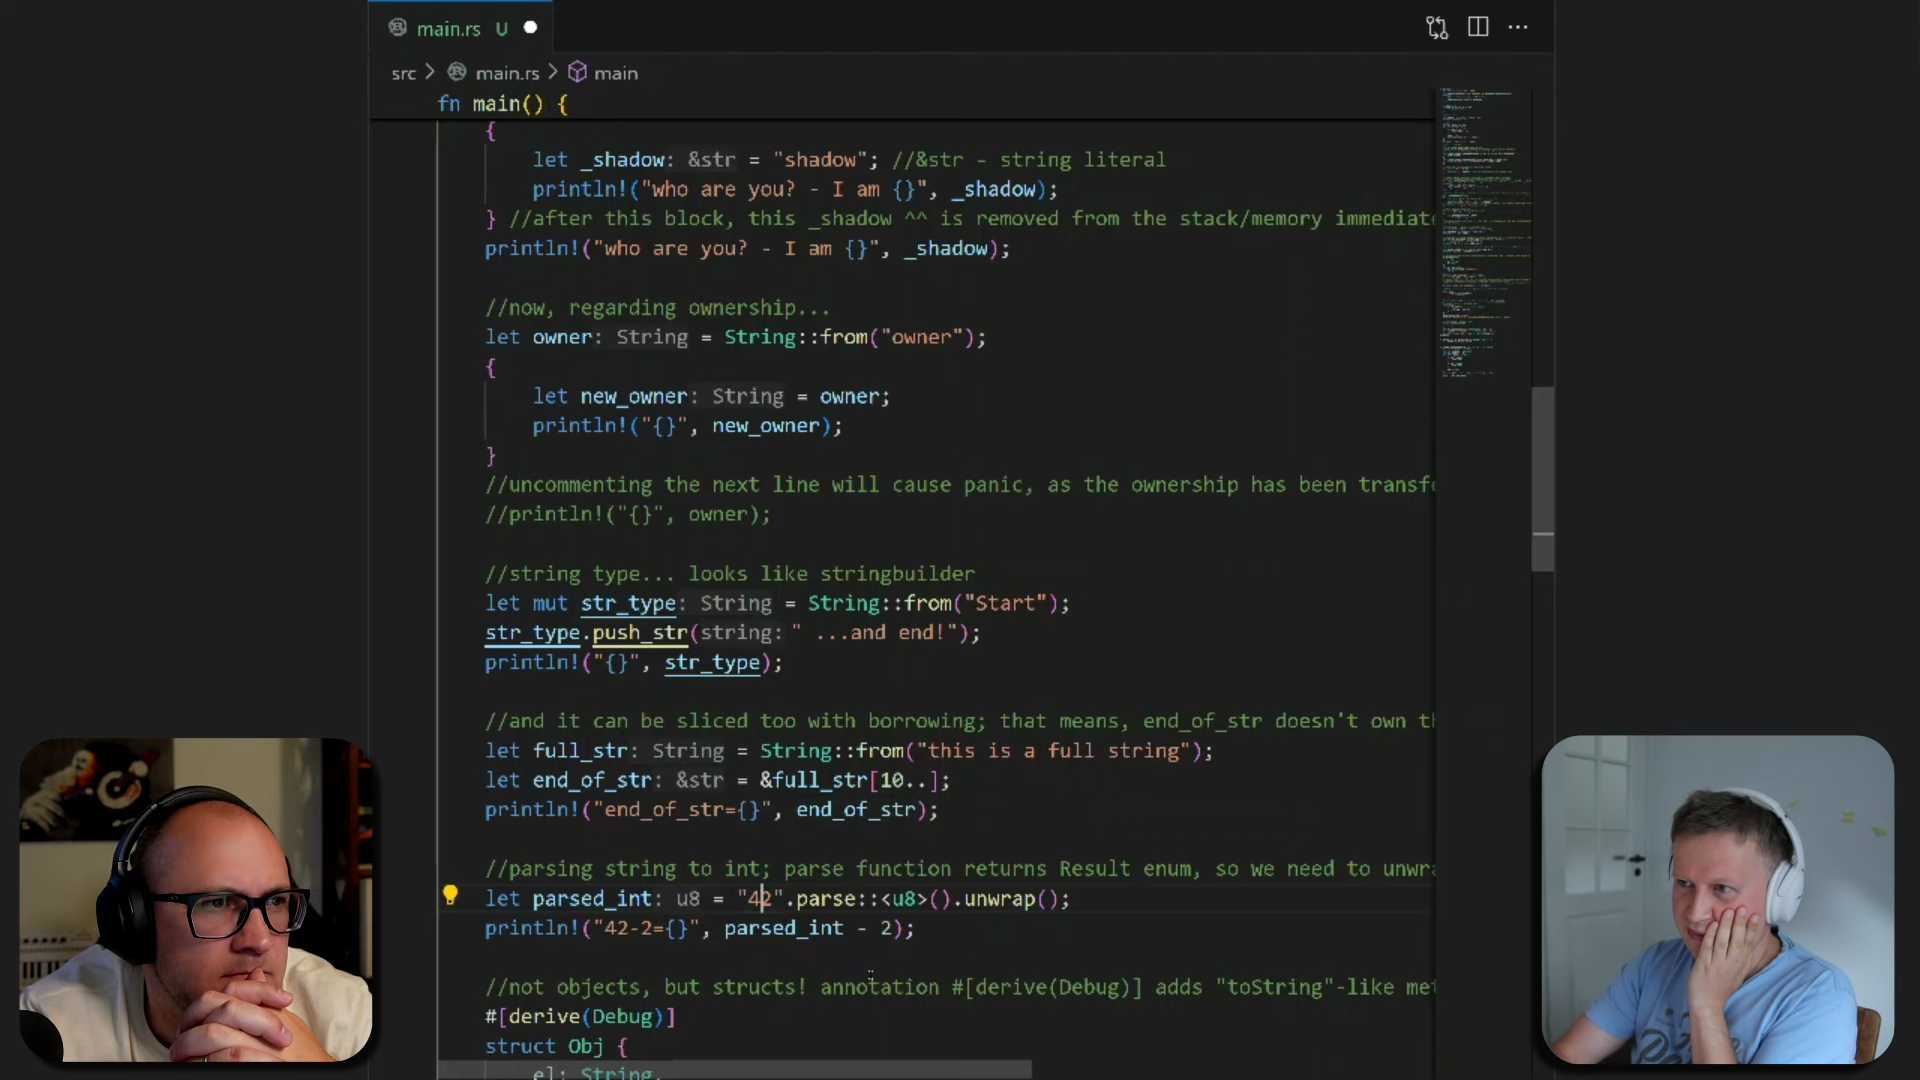 main.rs U
src > main.rs > main
fn main() {
{
let _shadow: &str = "shadow"; //&str - string literal
println!("who are you? - I am {}", _shadow);
} //after this block, this _shadow ^^ is removed from the stack/memory immediate
println!("who are you? - I am {}", _shadow);
//now, regarding ownership...
let owner: String = String::from("owner");
{
let new_owner: String = owner;
println!("{}", new_owner);
}
//uncommenting the next line will cause panic, as the ownership has been transfe
//println!("{}", owner);
//string type... looks like stringbuilder
let mut str_type: String = String::from("Start");
str_type.push_str(string: " ...and end!");
println!("{}", str_type);
//and it can be sliced too with borrowing; that means, end_of_str doesn't own th
let full_str: String = String::from("this is a full string");
let end_of_str: &str = &full_str[10..];
println!("end_of_str={}", end_of_str);
//parsing string to int; parse function returns Result enum, so we need to unwra
let parsed_int: u8 = "42".parse::<u8>().unwrap();
println!("42-2={}", parsed_int - 2);
//not objects, but structs! annotation #[derive(Debug)] adds "toString"-like met
#[derive(Debug)]
struct Obj {
el: String,